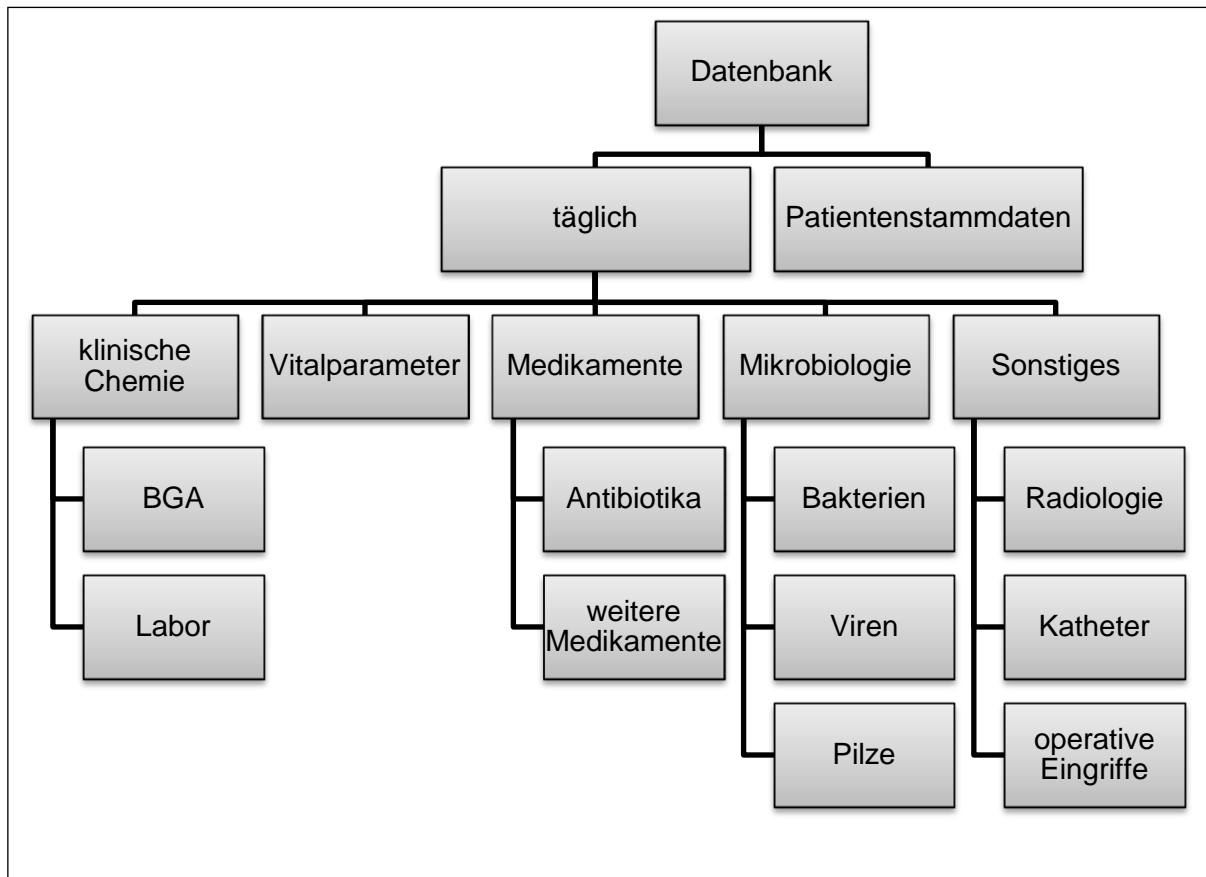 Datenbank
täglich
Patientenstammdaten
klinische
Chemie
Vitalparameter
Medikamente
Mikrobiologie
Sonstiges
BGA
Antibiotika
Bakterien
Radiologie
Labor
weitere
Medikamente
Viren
Katheter
Pilze
operative
Eingriffe